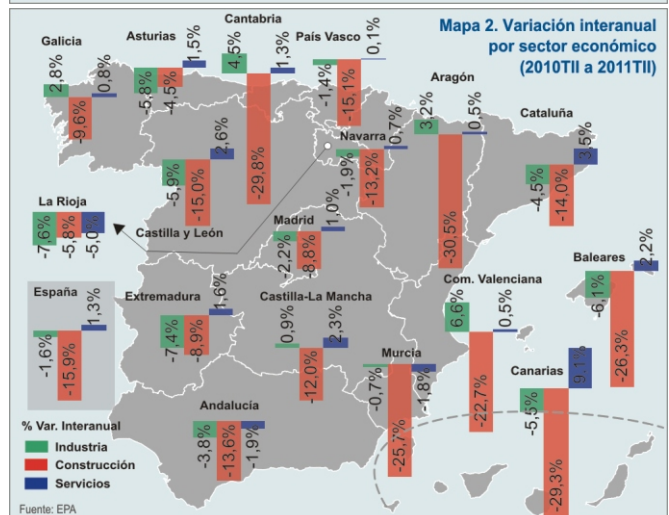 Mapa 2. Variación interanual
por sector económico
(2010TII a 2011TII)
Galicia
2,8%
-9,6%
0,8%
Asturias
-5,8%
-4,5%
1,5%
Cantabria
4,5%
-29,8%
1,3%
País Vasco
-1,4%
-15,1%
0,1%
Navarra
-1,9%
-13,2%
0,7%
Aragón
3,2%
-30,5%
0,5%
Cataluña
-4,5%
-14,0%
3,5%
La Rioja
-7,6%
-5,8%
-5,0%
Castilla y León
-5,9%
-15,0%
2,6%
Madrid
-2,2%
-8,8%
1,0%
Baleares
-6,1%
-26,3%
2,2%
España
-1,6%
-15,9%
1,3%
Extremadura
-7,4%
-8,9%
1,6%
Castilla-La Mancha
0,9%
-12,0%
2,3%
Com. Valenciana
6,6%
-22,7%
0,5%
Murcia
-0,7%
-25,7%
-1,8%
Canarias
-29,3%
9,1%
Andalucía
-3,8%
-13,6%
-1,9%
% Var. Interanual
Industria
Construcción
Servicios
Fuente: EPA